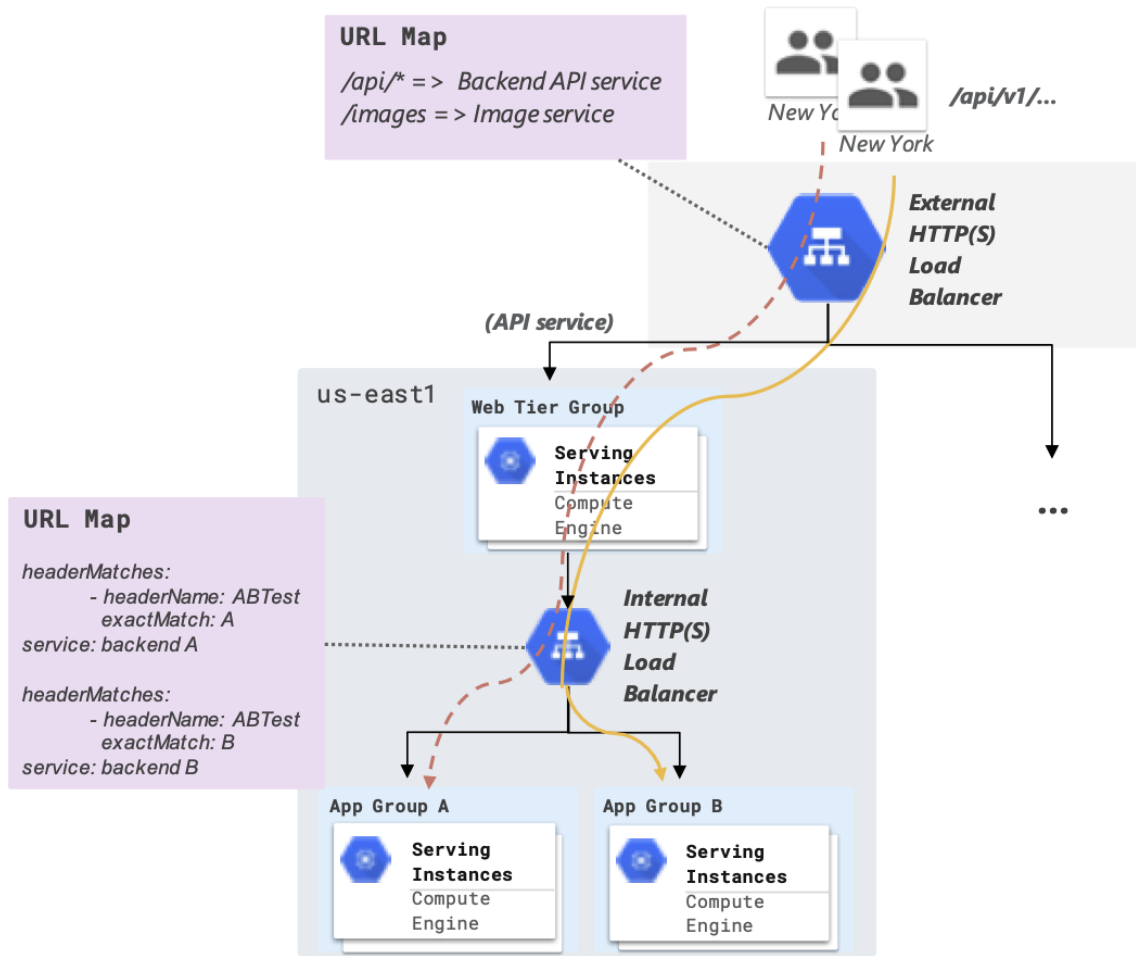 URL Map
/api/* = > Backend API service
/images = > Image service
New Yo
New York
/api/v1/...
External
HTTP(S)
Load
Balancer
(API service)
us-east1
Web Tier Group
Serving
Instances
Compute
Engine
...
URL Map
headerMatches:
- headerName: ABTest
exactMatch: A
service: backend A
headerMatches:
- headerName: ABTest
exactMatch: B
service: backend B
Internal
HTTP(S)
Load
Balancer
App Group A
Serving
Instances
Compute
Engine
App Group B
Serving
Instances
Compute
Engine